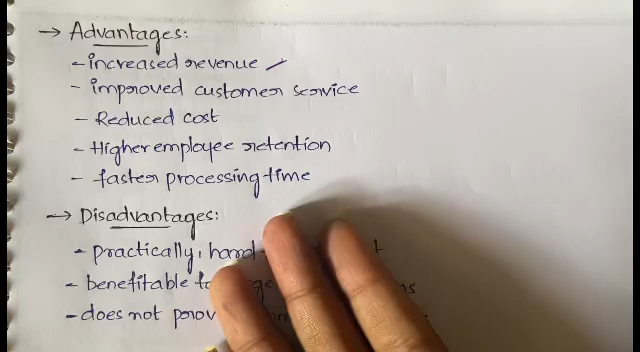 → Advantages:
- increased revenue
- improved customer service
- Reduced cost
- Higher employee retention
- faster processing time
→ Disadvantages:
- practically, hard
- benefitable
- does not